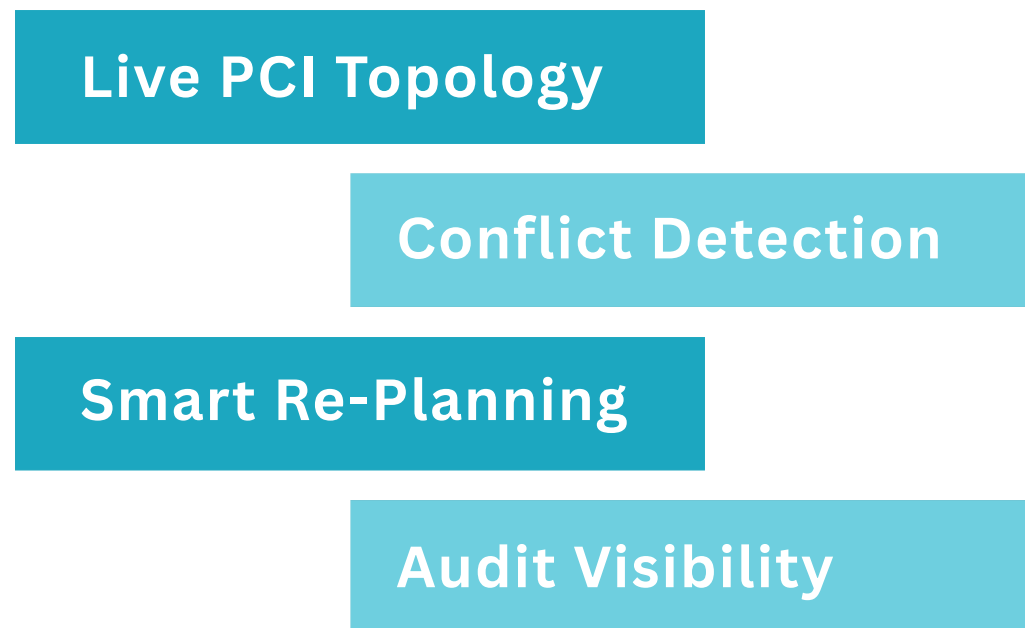 Live PCI Topology
Conflict Detection
Smart Re-Planning
Audit Visibility